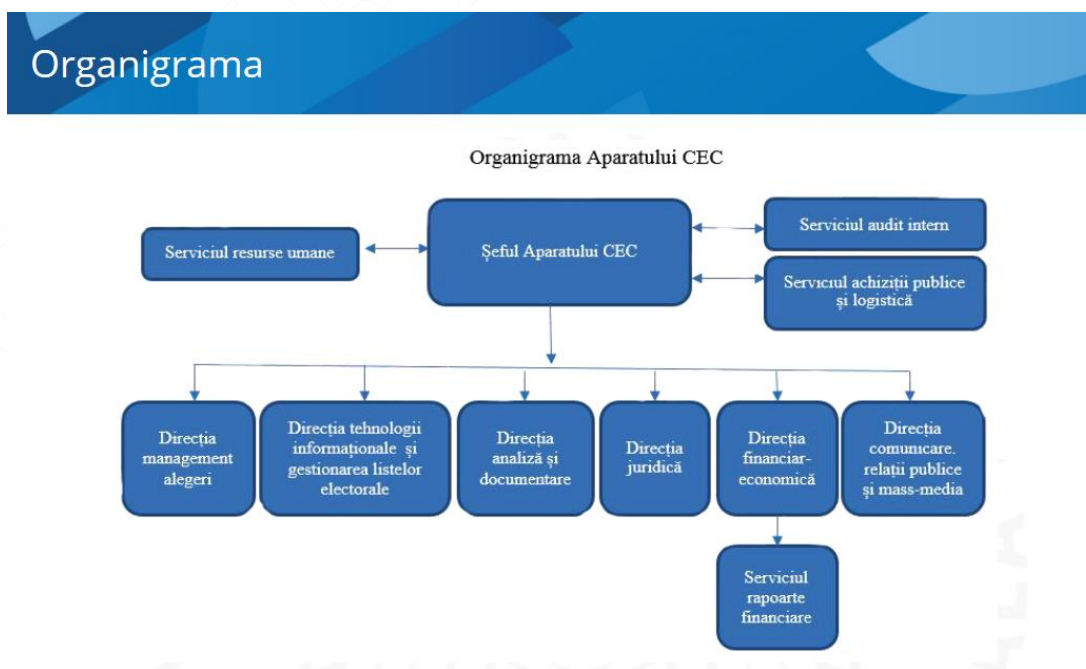 Organigrama
Organigrama Aparatului CEC
Serviciul resurse umane
Șeful Aparatului CEC
Serviciul audit intern
Serviciul achiziții publice
și logistică
Direcția
management
alegeri
Direcția tehnologii
informaționale și
gestionarea listelor
electorale
Direcția
analiză și
documentare
Direcția
juridică
Direcția
financiar-
economică
Direcția
comunicare.
relații publice
și mass-media
Serviciul
rapoarte
financiare